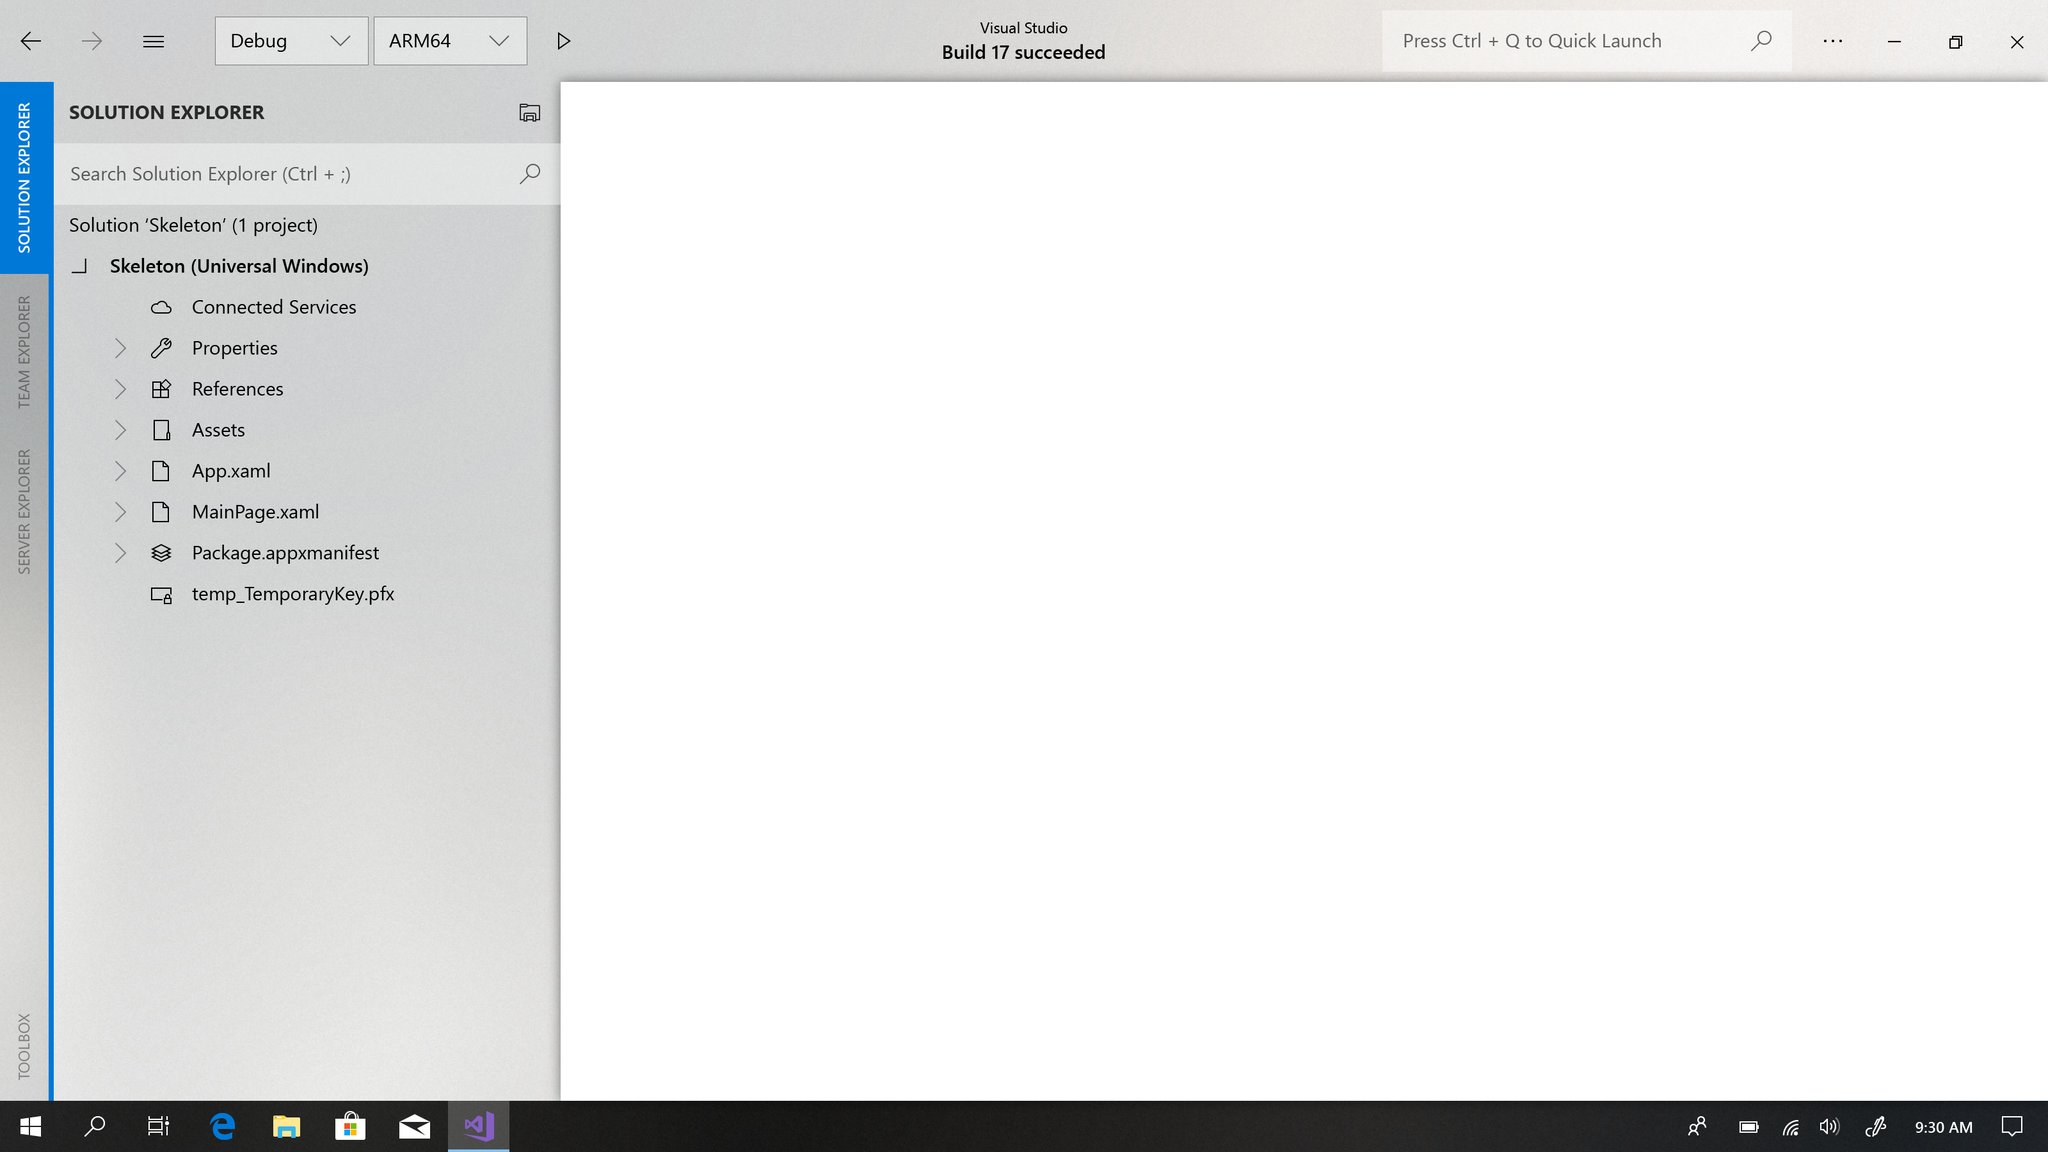 Debug
ARM64
Visual Studio
Build 17 succeeded
Press Ctrl + Q to Quick Launch
SOLUTION EXPLORER
TEAM EXPLORER
SERVER EXPLORER
TOOLBOX
SOLUTION EXPLORER
Search Solution Explorer (Ctrl + ;)
Solution ‘Skeleton’ (1 project)
Skeleton (Universal Windows)
Connected Services
Properties
References
Assets
App.xaml
MainPage.xaml
Package.appxmanifest
temp_TemporaryKey.pfx
9:30 AM